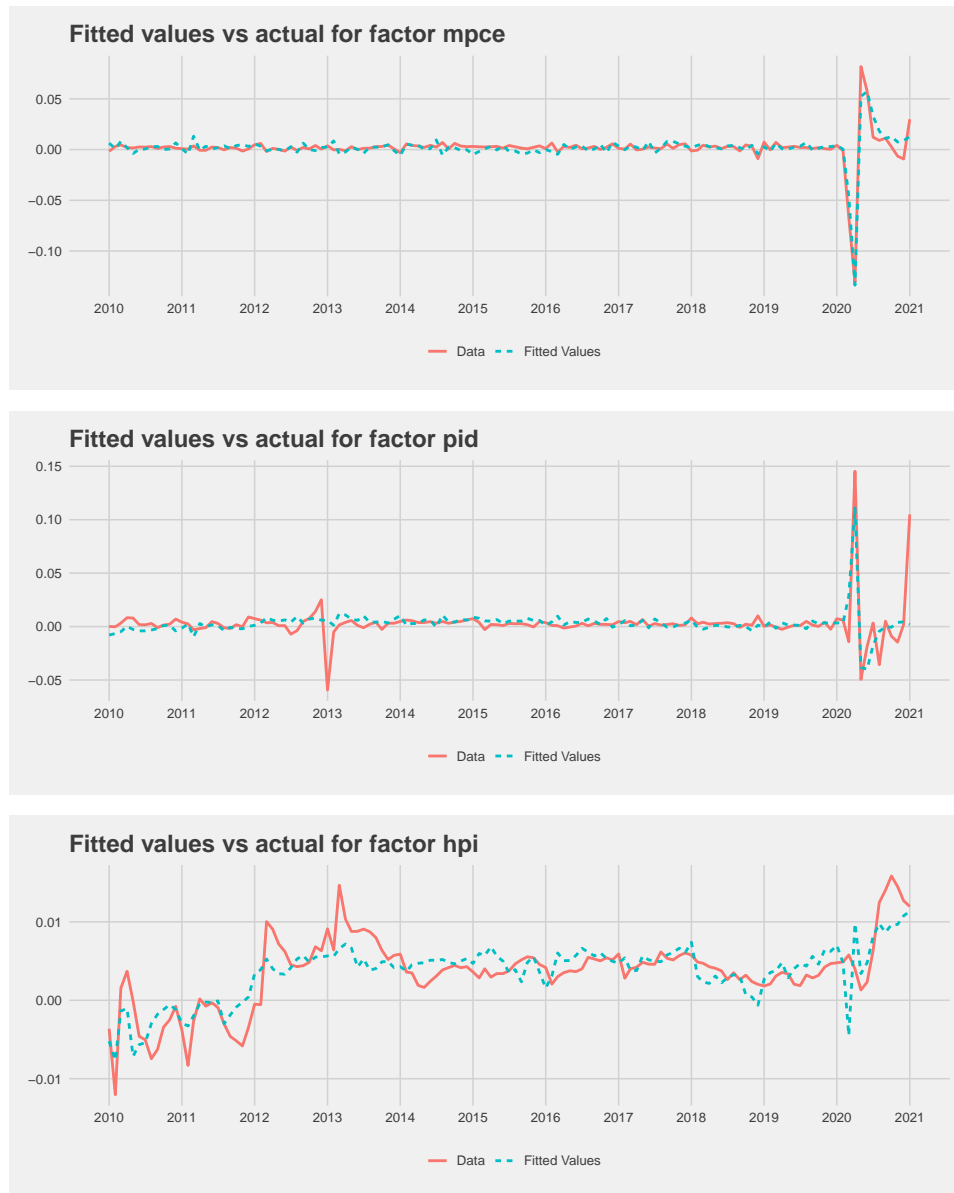 Fitted values vs actual for factor mpce
0.05
0.00
−0.05
−0.10
2010 2011 2012 2013 2014 2015 2016 2017 2018 2019 2020 2021
Data Fitted Values
Fitted values vs actual for factor pid
0.15
0.10
0.05
0.00
−0.05
2010 2011 2012 2013 2014 2015 2016 2017 2018 2019 2020 2021
Data Fitted Values
Fitted values vs actual for factor hpi
0.01
0.00
−0.01
2010 2011 2012 2013 2014 2015 2016 2017 2018 2019 2020 2021
Data Fitted Values